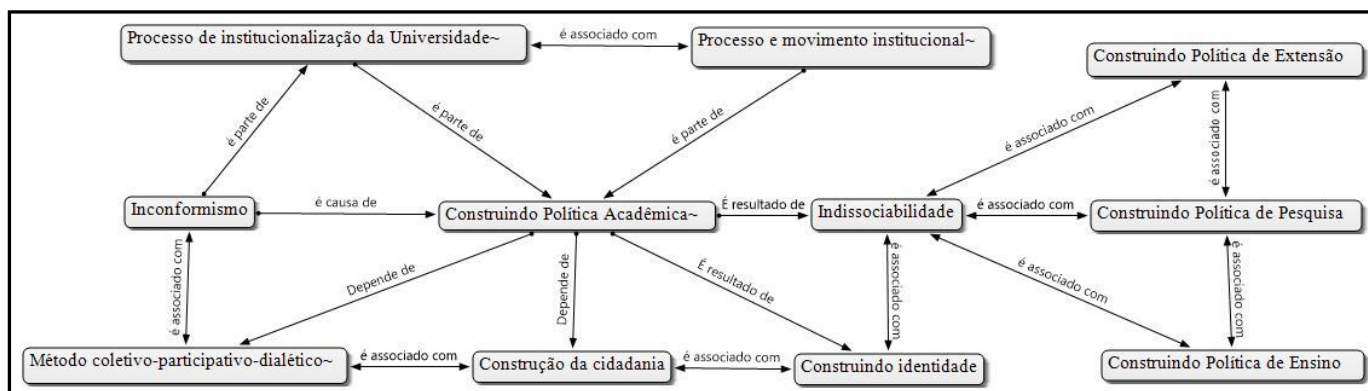 Processo de institucionalização da Universidade~
é associado com
Processo e movimento institucional~
Construindo Política de Extensão
é parte de
é parte de
é parte de
é associado com
é associado com
Inconformismo
é causa de
Construindo Política Acadêmica~
É resultado de
Indissociabilidade
é associado com
Construindo Política de Pesquisa
é associado com
Depende de
Depende de
É resultado de
é associado com
é associado com
é associado com
Método coletivo-participativo-dialético~
é associado com
Construção da cidadania
é associado com
Construindo identidade
Construindo Política de Ensino